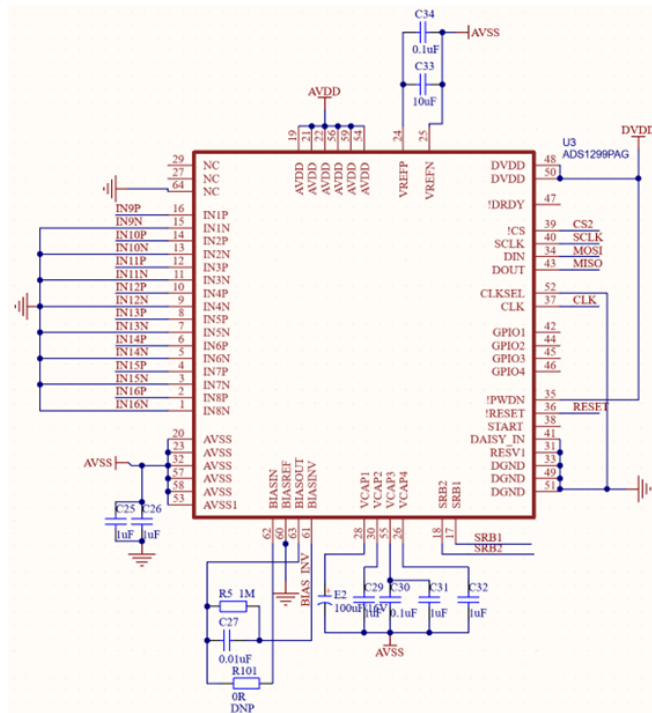 C34
AVSS
0.1uF
C33
10uF
AVDD
19
21
22
56
59
54
24
25
U3
ADS1299PAG
DVDD
29 NC
27 NC
64 NC
AVDD
AVDD
AVDD
AVDD
AVDD
AVDD
VREFP
VREFN
DVDD 48
DVDD 50
!DRDY 47
IN9P 16 IN1P
IN9N 15 IN1N
IN10P 14 IN2P
IN10N 13 IN2N
IN11P 12 IN3P
IN11N 11 IN3N
IN12P 10 IN4P
IN12N 9 IN4N
IN13P 8 IN5P
IN13N 7 IN5N
IN14P 6 IN6P
IN14N 5 IN6N
IN15P 4 IN7P
IN15N 3 IN7N
IN16P 2 IN8P
IN16N 1 IN8N
!CS 39 CS2
SCLK 40 SCLK
DIN 34 MOSI
DOUT 43 MISO
CLKSEL 52
CLK 37 CLK
GPIO1 42
GPIO2 44
GPIO3 45
GPIO4 46
!PWDN 35
!RESET 36 RESET
START 38
DAISY_IN 41
RESV1 31
DGND 33
DGND 49
DGND 51
20 AVSS
23 AVSS
AVSS 32 AVSS
57 AVSS
58 AVSS
53 AVSS1
BIASIN
BIASREF
BIASOUT
BIASINV
VCAP1
VCAP2
VCAP3
VCAP4
SRB2
SRB1
62
60
63
61
28
30
55
26
18
17
C25
1uF
C26
1uF
BIAS_INV
SRB1
SRB2
R5 1M
C27
0.01uF
R101
0R
DNP
E2
100uF/16V
C29
1uF
C30
0.1uF
C31
1uF
C32
1uF
AVSS